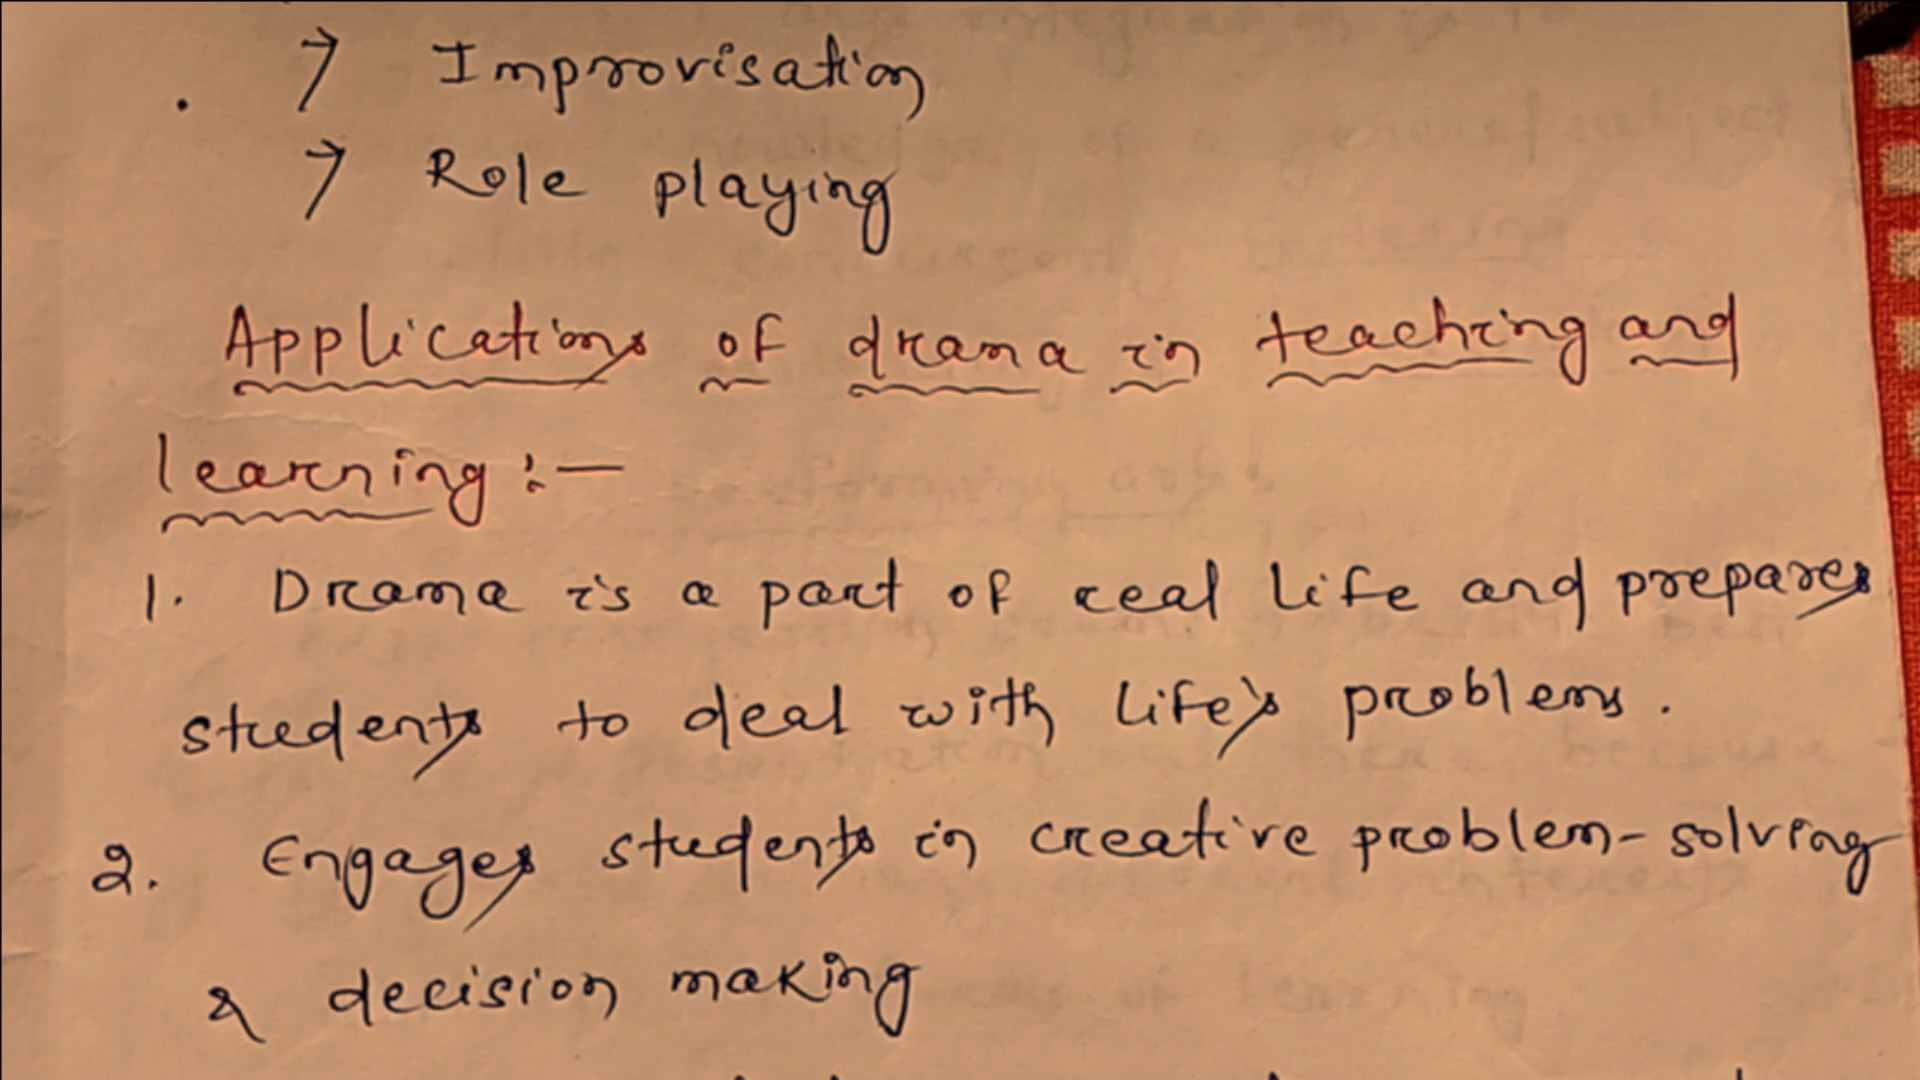 → Improvisation
→ Role playing
Applications of drama in teaching and
learning :-
1. Drama is a part of real life and prepares
students to deal with life's problems.
2. Engages students in creative problem-solving
& decision making